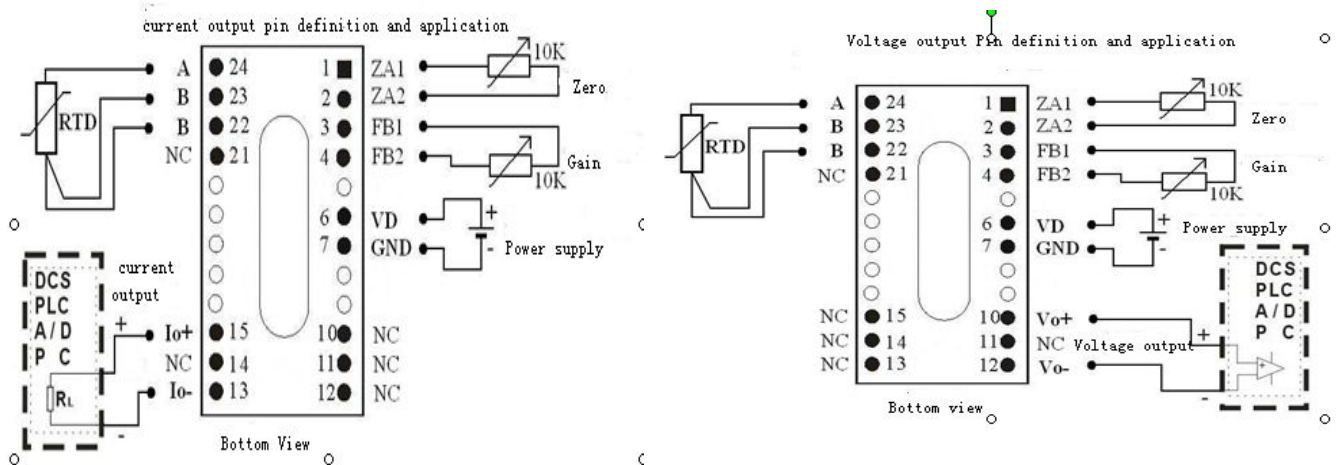 current output pin definition and application
A 24 1 ZA1 10K
B 23 2 ZA2 Zero
RTD
B 22 3 FB1
NC 21 4 FB2 Gain
10K
6 VD +
7 GND - Power supply
DCS current
PLC output
A/D +
P C Io+ 15 10 NC
NC 14 11 NC
RL Io- 13 12 NC
-
Bottom View
Voltage output Pin definition and application
A 24 1 ZA1 10K
B 23 2 ZA2 Zero
RTD
B 22 3 FB1
NC 21 4 FB2 Gain
10K
6 VD + Power supply
7 GND -
DCS
PLC
A/D
P C
NC 15 10 Vo+ +
NC 14 11 NC Voltage output
NC 13 12 Vo- -
+
Bottom view